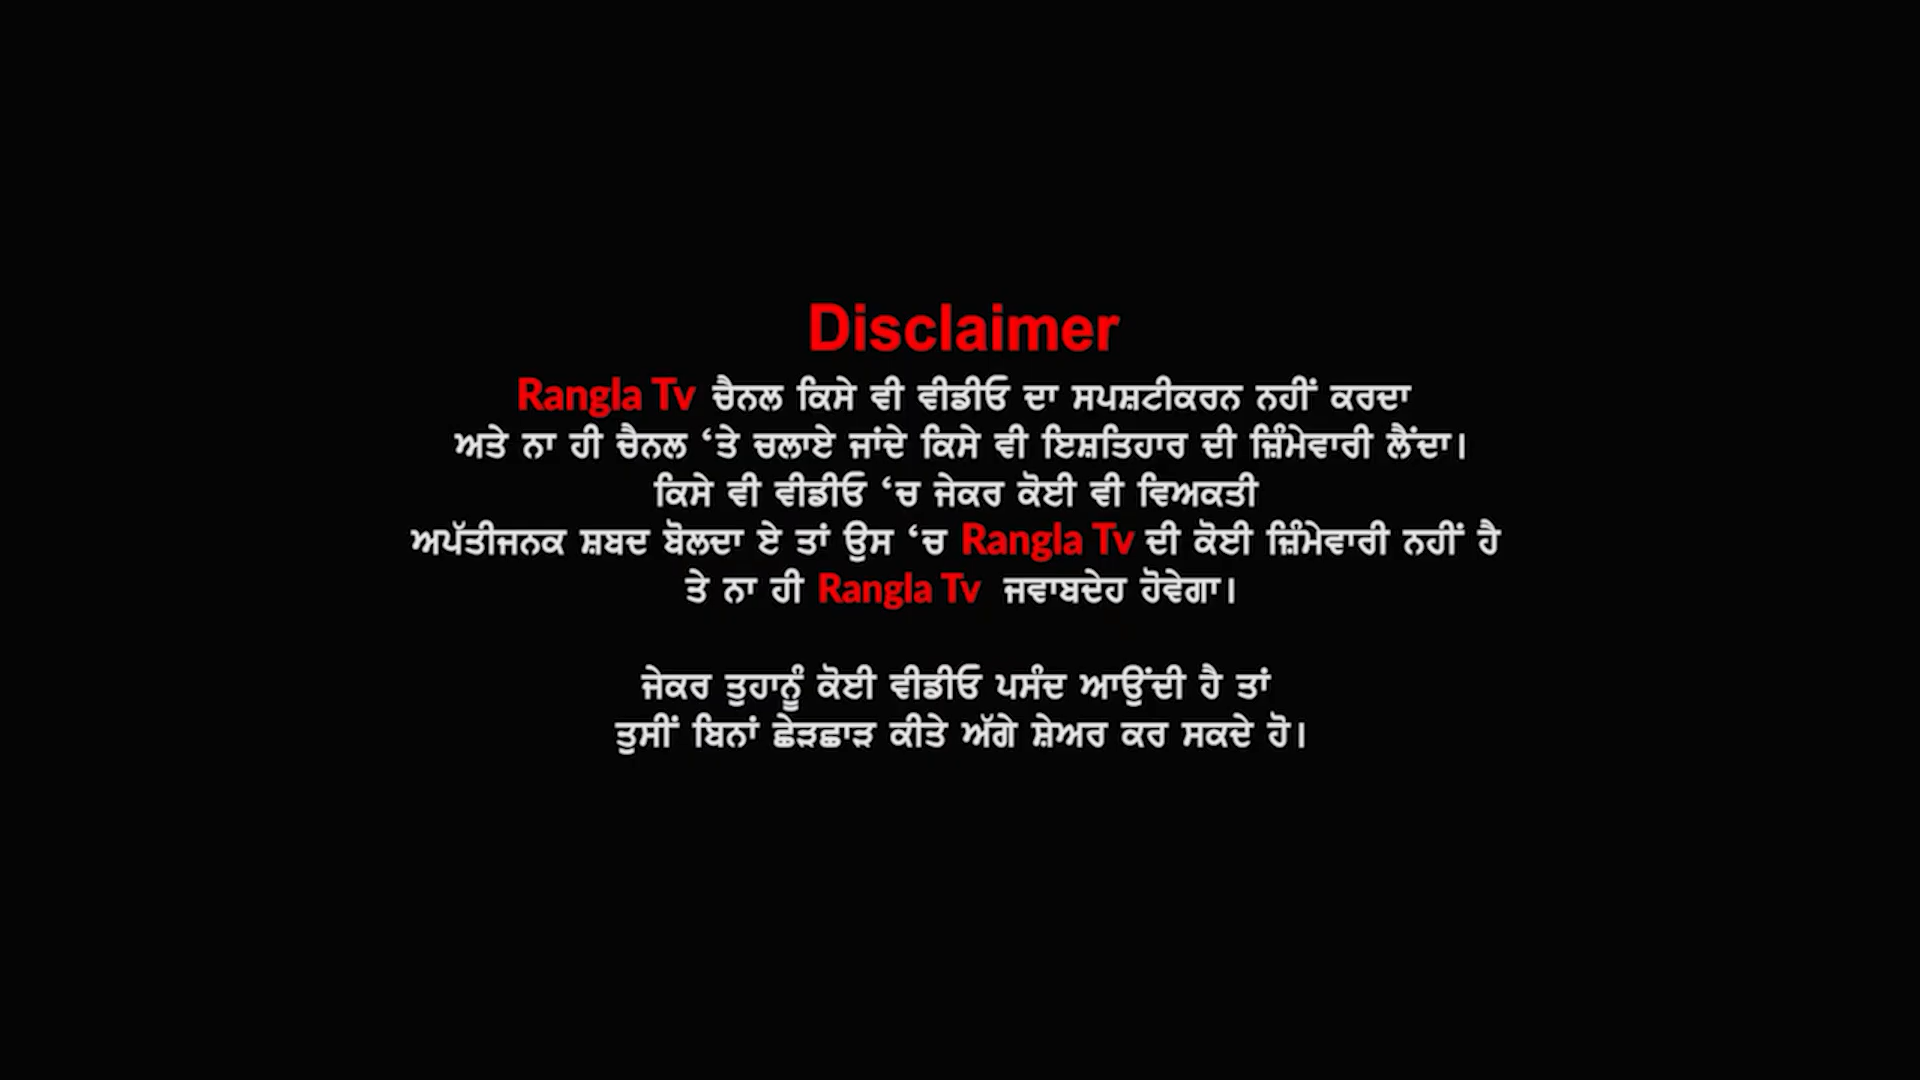 Disclaimer
Rangla Tv ਚੈਨਲ ਕਿਸੇ ਵੀ ਵੀਡੀਓ ਦਾ ਸਪਸ਼ਟੀਕਰਨ ਨਹੀਂ ਕਰਦਾ
ਅਤੇ ਨਾ ਹੀ ਚੈਨਲ ‘ਤੇ ਚਲਾਏ ਜਾਂਦੇ ਕਿਸੇ ਵੀ ਇਸ਼ਤਿਹਾਰ ਦੀ ਜ਼ਿੰਮੇਵਾਰੀ ਲੈਂਦਾ।
ਕਿਸੇ ਵੀ ਵੀਡੀਓ ‘ਚ ਜੇਕਰ ਕੋਈ ਵੀ ਵਿਅਕਤੀ
ਅਪੱਤੀਜਨਕ ਸ਼ਬਦ ਬੋਲਦਾ ਏ ਤਾਂ ਉਸ ‘ਚ Rangla Tv ਦੀ ਕੋਈ ਜ਼ਿੰਮੇਵਾਰੀ ਨਹੀਂ ਹੈ
ਤੇ ਨਾ ਹੀ Rangla Tv ਜਵਾਬਦੇਹ ਹੋਵੇਗਾ।
ਜੇਕਰ ਤੁਹਾਨੂੰ ਕੋਈ ਵੀਡੀਓ ਪਸੰਦ ਆਉਂਦੀ ਹੈ ਤਾਂ
ਤੁਸੀਂ ਬਿਨਾਂ ਛੇੜਛਾੜ ਕੀਤੇ ਅੱਗੇ ਸ਼ੇਅਰ ਕਰ ਸਕਦੇ ਹੋ।